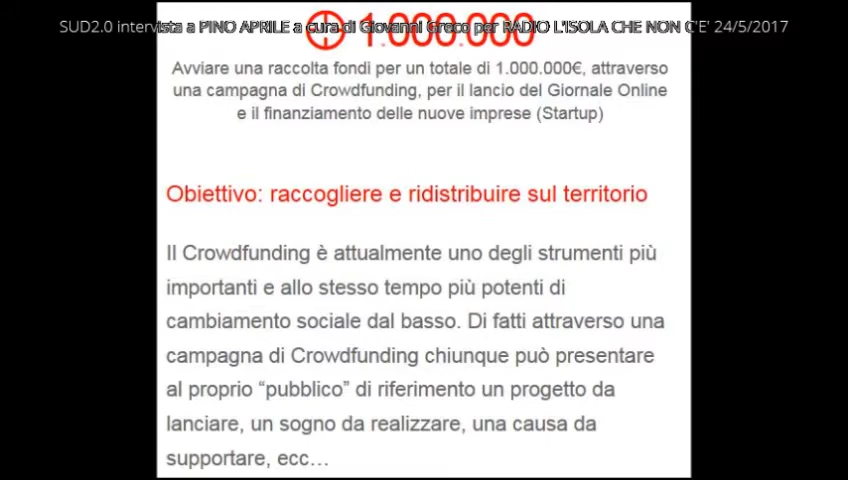 SUD2.0 intervista a PINO APRILE a cura di Giovanni Greco per RADIO L'ISOLA CHE NON C'E' 24/5/2017
1.000.000
Avviare una raccolta fondi per un totale di 1.000.000€, attraverso
una campagna di Crowdfunding, per il lancio del Giornale Online
e il finanziamento delle nuove imprese (Startup)
Obiettivo: raccogliere e ridistribuire sul territorio
Il Crowdfunding è attualmente uno degli strumenti più
importanti e allo stesso tempo più potenti di
cambiamento sociale dal basso. Di fatti attraverso una
campagna di Crowdfunding chiunque può presentare
al proprio “pubblico” di riferimento un progetto da
lanciare, un sogno da realizzare, una causa da
supportare, ecc…